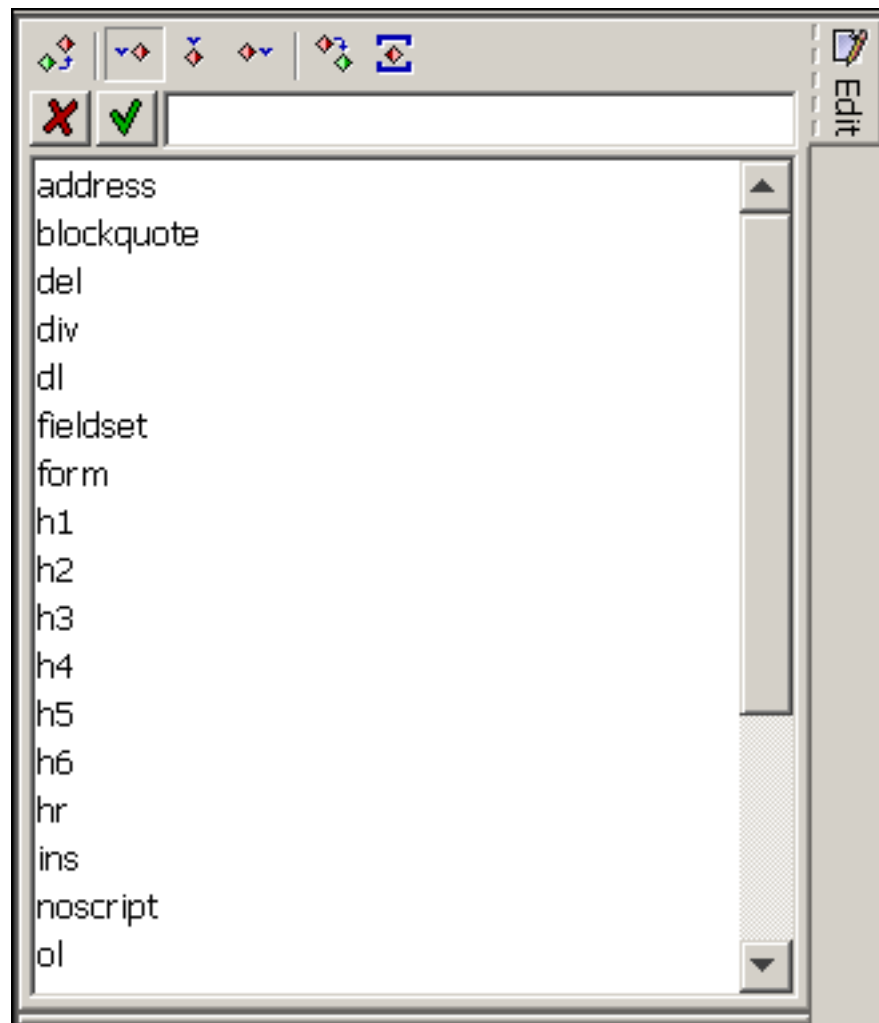 Edit
address
blockquote
del
div
dl
fieldset
form
h1
h2
h3
h4
h5
h6
hr
ins
noscript
ol